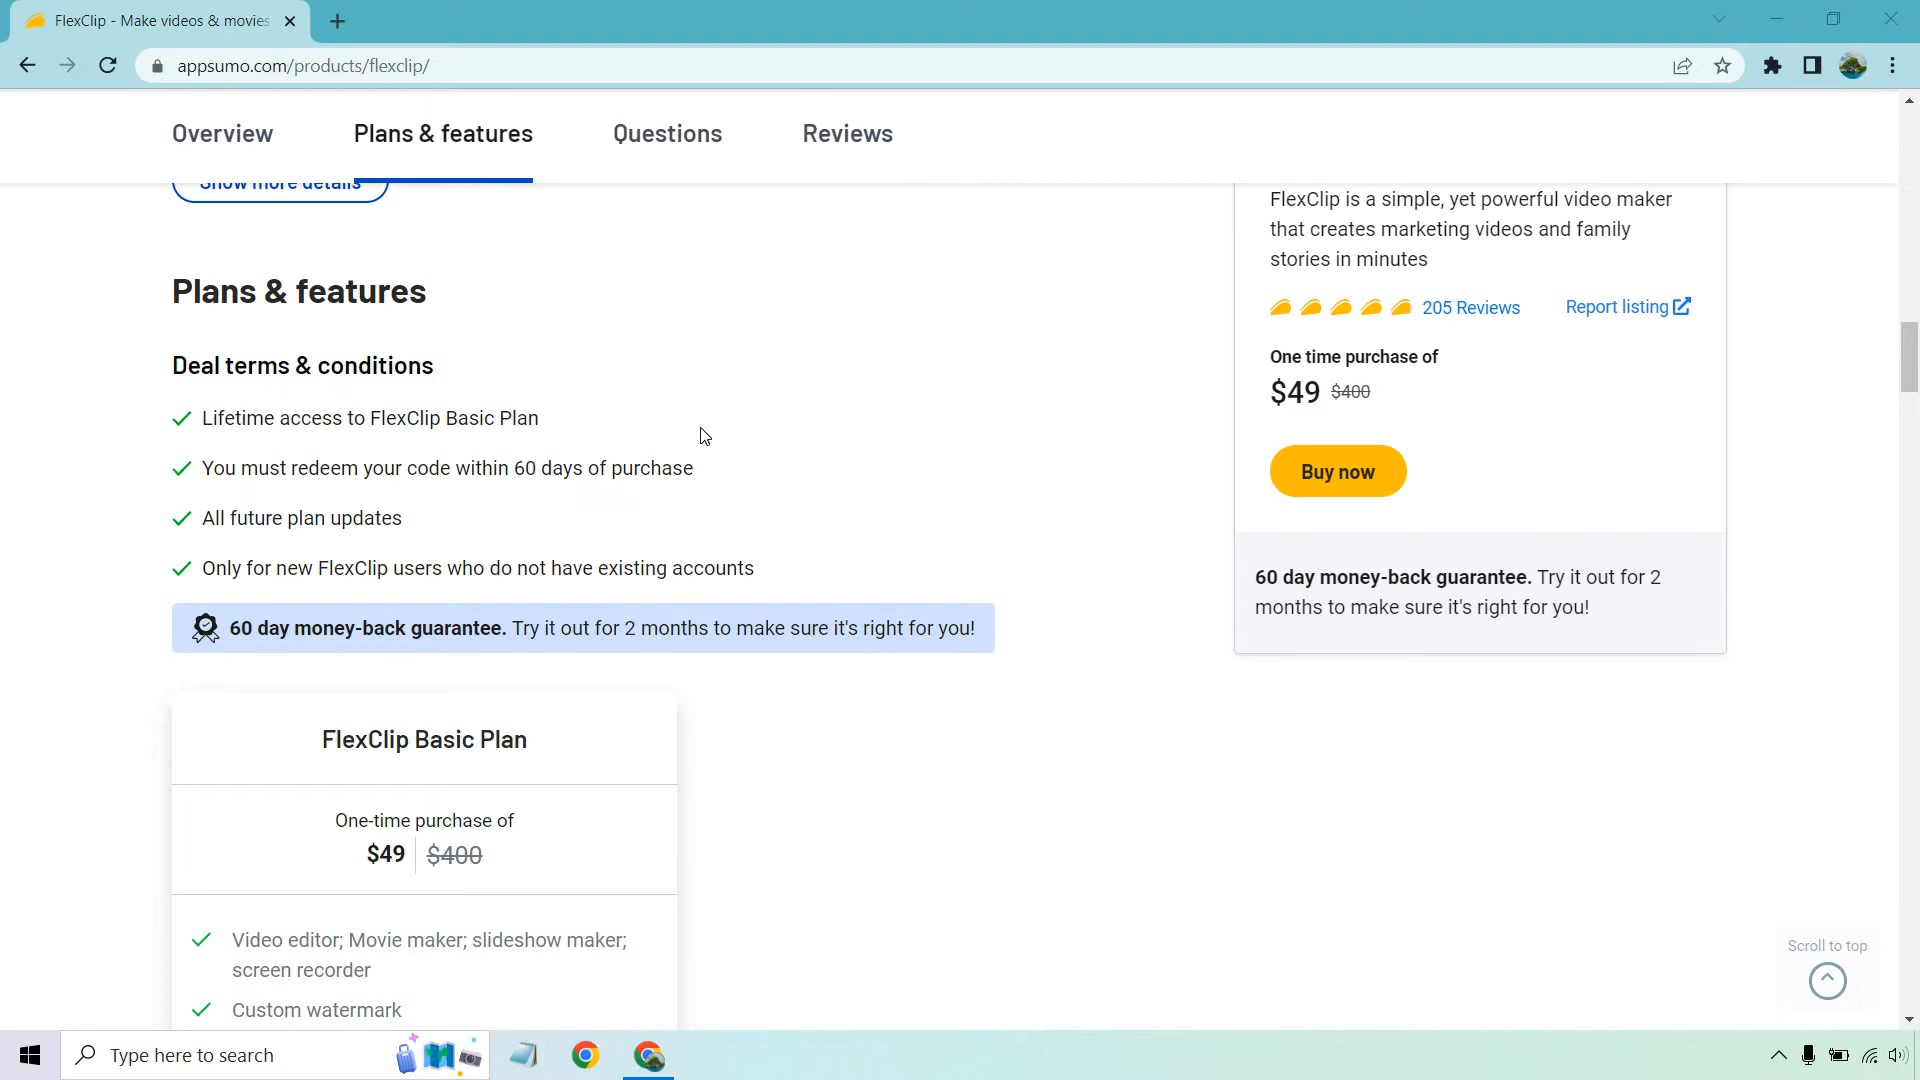 FlexClip - Make videos & movies
appsumo.com/products/flexclip/
Overview
Plans & features
Questions
Reviews
Show more details
Plans & features
Deal terms & conditions
Lifetime access to FlexClip Basic Plan
You must redeem your code within 60 days of purchase
All future plan updates
Only for new FlexClip users who do not have existing accounts
60 day money-back guarantee. Try it out for 2 months to make sure it's right for you!
FlexClip Basic Plan
One-time purchase of
$49 $400
Video editor; Movie maker; slideshow maker;
screen recorder
Custom watermark
FlexClip is a simple, yet powerful video maker
that creates marketing videos and family
stories in minutes
205 Reviews
Report listing
One time purchase of
$49 $400
Buy now
60 day money-back guarantee. Try it out for 2
months to make sure it's right for you!
Scroll to top
Type here to search